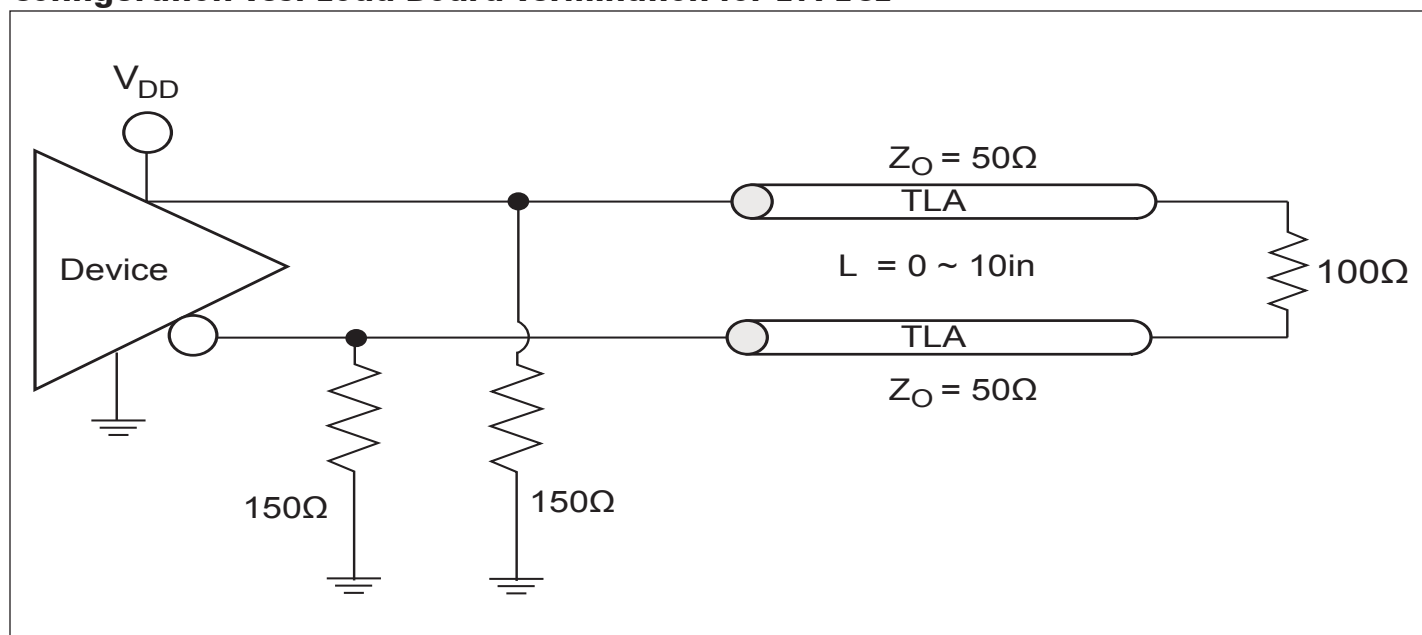 V_DD
Z_O = 50Ω
TLA
Device
L = 0 ~ 10in
100Ω
TLA
Z_O = 50Ω
150Ω
150Ω